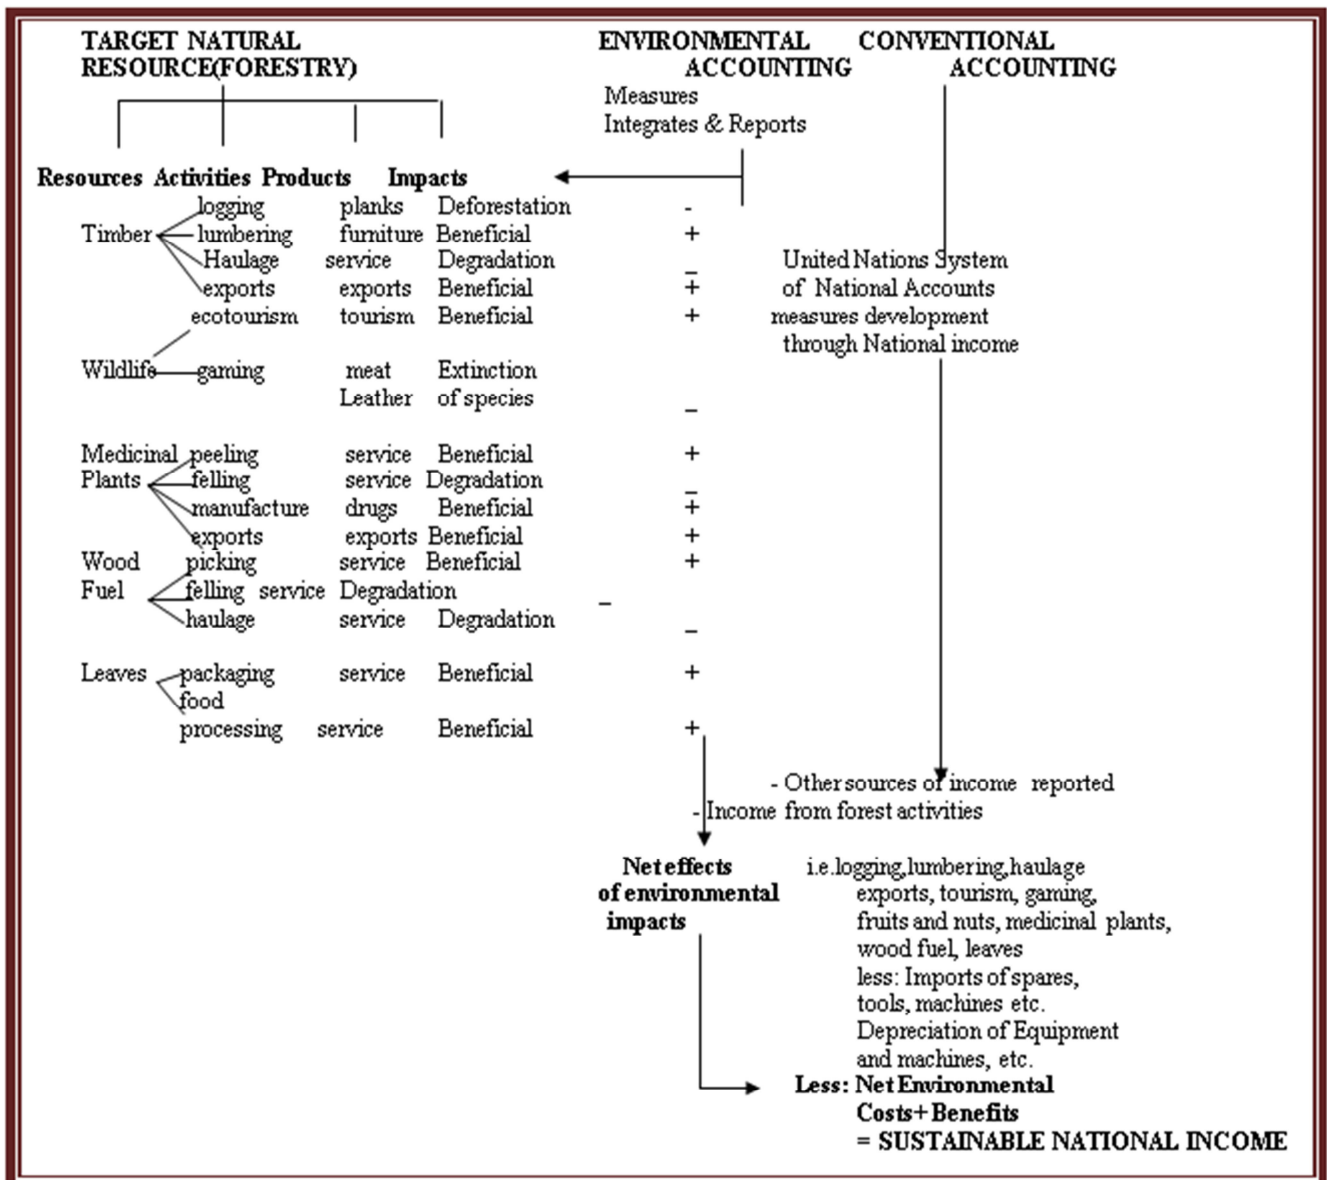 TARGET NATURAL ENVIRONMENTAL CONVENTIONAL
RESOURCE(FORESTRY) ACCOUNTING ACCOUNTING
Measures
Integrates & Reports
Resources Activities Products Impacts
logging planks Deforestation -
Timber lumbering furniture Beneficial +
Haulage service Degradation _ United Nations System
exports exports Beneficial + of National Accounts
ecotourism tourism Beneficial + measures development
through National income
Wildlife gaming meat Extinction
Leather of species _
Medicinal peeling service Beneficial +
Plants felling service Degradation _
manufacture drugs Beneficial +
exports exports Beneficial +
Wood picking service Beneficial +
Fuel felling service Degradation _
haulage service Degradation _
Leaves packaging service Beneficial +
food
processing service Beneficial +
- Other sources of income reported
- Income from forest activities
Net effects i.e.logging,lumbering,haulage
of environmental exports, tourism, gaming,
impacts fruits and nuts, medicinal plants,
wood fuel, leaves
less: Imports of spares,
tools, machines etc.
Depreciation of Equipment
and machines, etc.
Less: Net Environmental
Costs+Benefits
= SUSTAINABLE NATIONAL INCOME